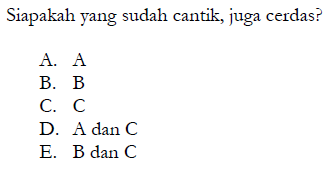 Siapakah yang sudah cantik, juga cerdas?
A. A
B. B
C. C
D. A dan C
E. B dan C